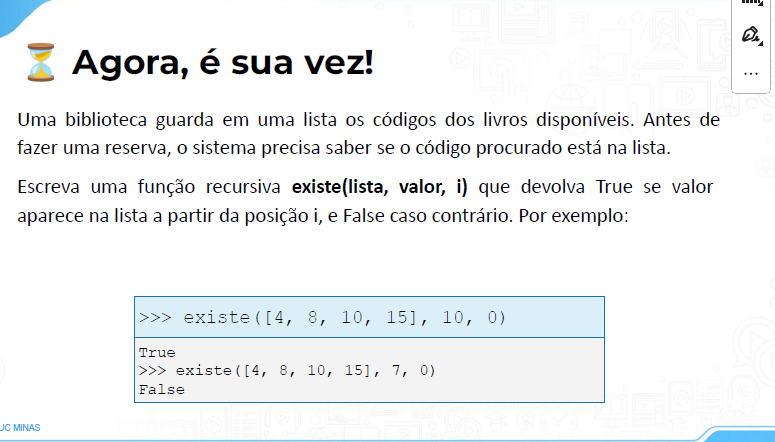 Agora, é sua vez!
Uma biblioteca guarda em uma lista os códigos dos livros disponíveis. Antes de
fazer uma reserva, o sistema precisa saber se o código procurado está na lista.
Escreva uma função recursiva existe(lista, valor, i) que devolva True se valor
aparece na lista a partir da posição i, e False caso contrário. Por exemplo:
>>> existe([4, 8, 10, 15], 10, 0)
True
>>> existe([4, 8, 10, 15], 7, 0)
False
UC MINAS